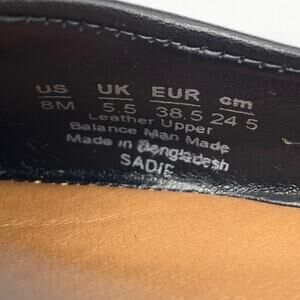 US UK EUR cm
8M 5.5 38.5 24.5
Leather Upper
Balance Man Made
Made in Bangladesh
SADIE